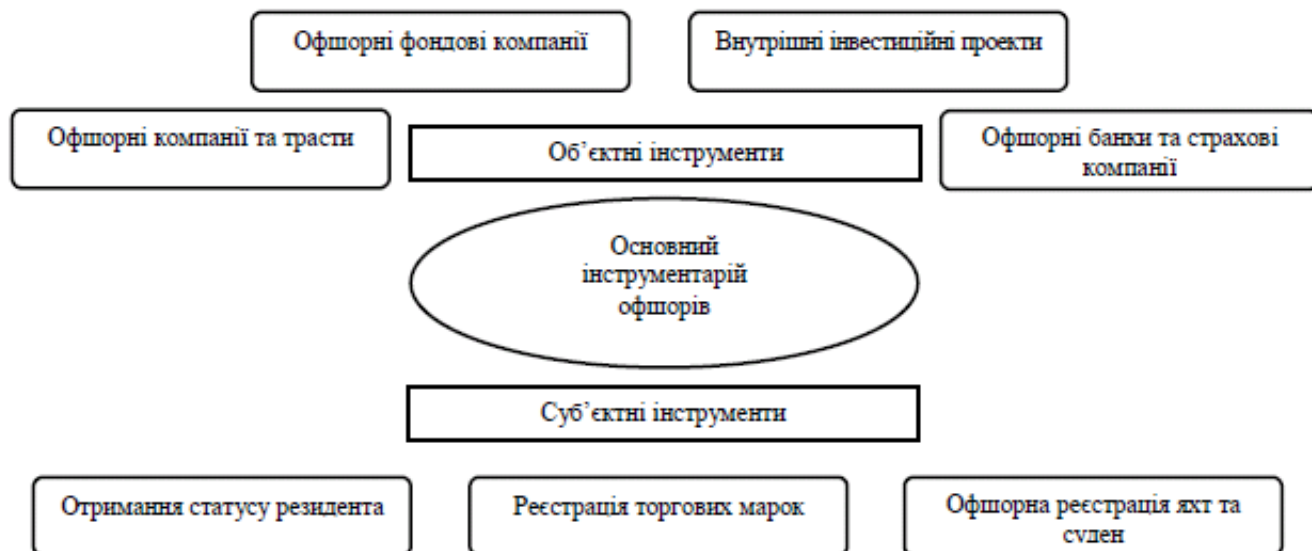 Офшорні фондові компанії
Внутрішні інвестиційні проекти
Офшорні компанії та трасти
Об’єктні інструменти
Офшорні банки та страхові
компанії
Основний
інструментарій
офшорів
Суб’єктні інструменти
Отримання статусу резидента
Реєстрація торгових марок
Офшорна реєстрація яхт та
суден